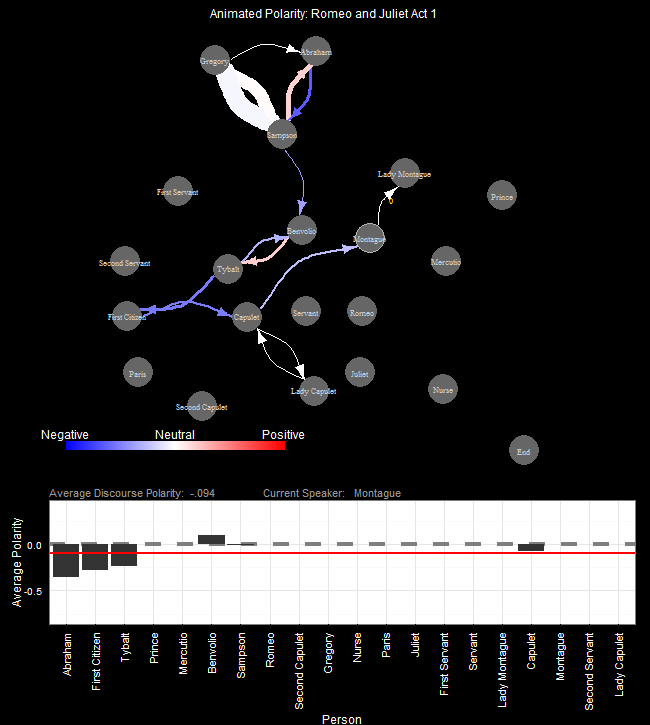 Animated Polarity: Romeo and Juliet Act 1
Abraham
Gregory
Sampson
Lady Montague
First Servant
Prince
Benvolio
Montague
Second Servant
Tybalt
Mercutio
First Citizen
Capulet
Servant
Romeo
Paris
Juliet
Lady Capulet
Nurse
Second Capulet
End
0
Negative Neutral Positive
Average Discourse Polarity: -.094 Current Speaker: Montague
Average Polarity
0.0
-0.5
Abraham
First Citizen
Tybalt
Prince
Mercutio
Benvolio
Sampson
Romeo
Second Capulet
Gregory
Nurse
Paris
Juliet
First Servant
Servant
Lady Montague
Capulet
Montague
Second Servant
Lady Capulet
Person